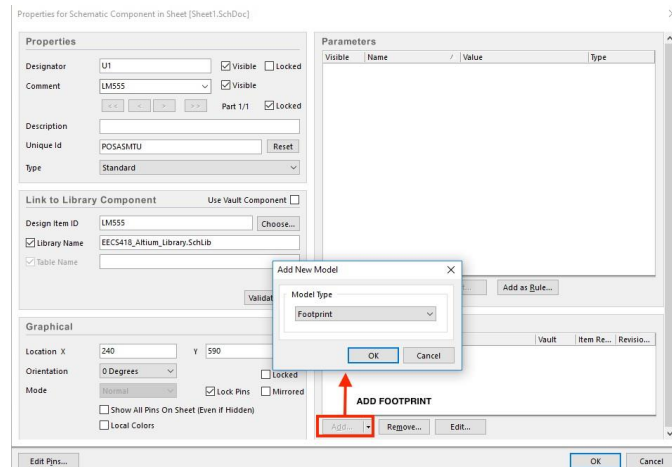 Properties for Schematic Component in Sheet [Sheet1.SchDoc]
Properties
Designator U1 Visible Locked
Comment LM555 Visible
<< < > >> Part 1/1 Locked
Description
Unique Id POSASMTU Reset
Type Standard
Link to Library Component Use Vault Component
Design Item ID LM555 Choose...
Library Name EECS418_Altium_Library.SchLib
Table Name
Graphical
Location X 240 Y 590
Orientation 0 Degrees Locked
Mode Normal Lock Pins Mirrored
Show All Pins On Sheet (Even if Hidden)
Local Colors
Edit Pins...
Parameters
Visible Name / Value Type
Add as Rule...
Add New Model
Model Type
Footprint
OK Cancel
Vault Item Re... Revisio...
ADD FOOTPRINT
Add... Remove... Edit...
OK Cancel